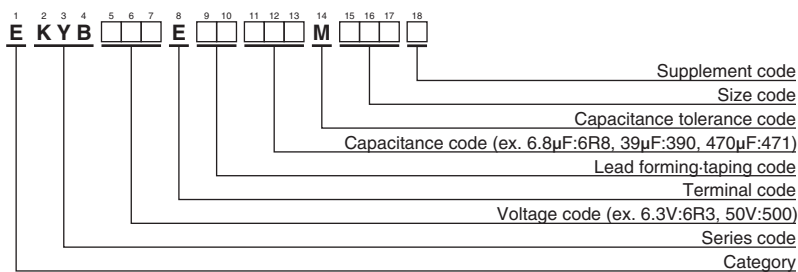 1 2 3 4 5 6 7 8 9 10 11 12 13 14 15 16 17 18
E KYB □□□ E □□ □□□ M □□□ □
Supplement code
Size code
Capacitance tolerance code
Capacitance code (ex. 6.8μF:6R8, 39μF:390, 470μF:471)
Lead forming·taping code
Terminal code
Voltage code (ex. 6.3V:6R3, 50V:500)
Series code
Category